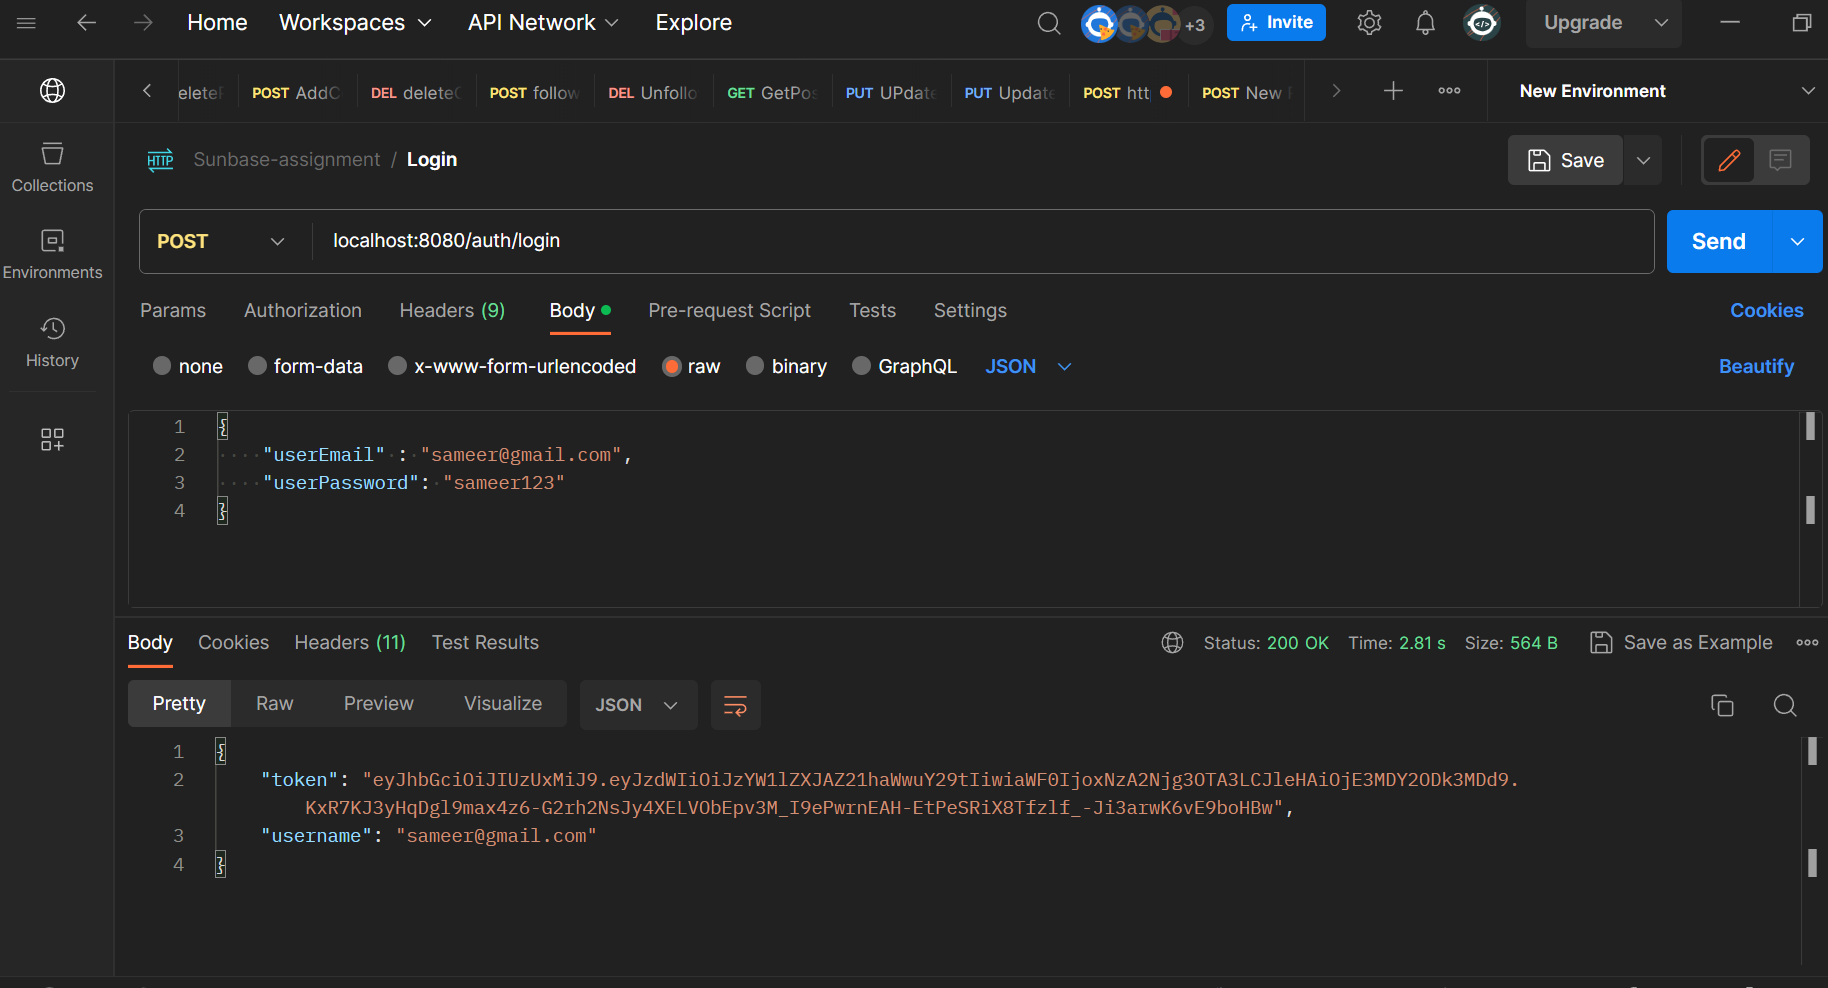 Home Workspaces API Network Explore +3 Invite Upgrade
eleteF POST AddC DEL deleteC POST follow DEL Unfollo GET GetPos PUT UPdate PUT Update POST htt POST New New Environment
HTTP Sunbase-assignment / Login Save
Collections
POST localhost:8080/auth/login Send
Environments
Params Authorization Headers (9) Body Pre-request Script Tests Settings Cookies
History
none form-data x-www-form-urlencoded raw binary GraphQL JSON Beautify
1 {
2 "userEmail" : "sameer@gmail.com",
3 "userPassword": "sameer123"
4 }
Body Cookies Headers (11) Test Results Status: 200 OK Time: 2.81 s Size: 564 B Save as Example
Pretty Raw Preview Visualize JSON
1 {
2 "token": "eyJhbGciOiJIUzUxMiJ9.eyJzdWIiOiJzYW1lZXJAZ21haWwuY29tIiwiaWF0IjoxNzA2Njg3OTA3LCJleHAiOjE3MDY2ODk3MDd9.
KxR7KJ3yHqDgl9max4z6-G2rh2NsJy4XELVObEpv3M_I9ePwrnEAH-EtPeSRiX8Tfzlf_-Ji3arwK6vE9boHBw",
3 "username": "sameer@gmail.com"
4 }